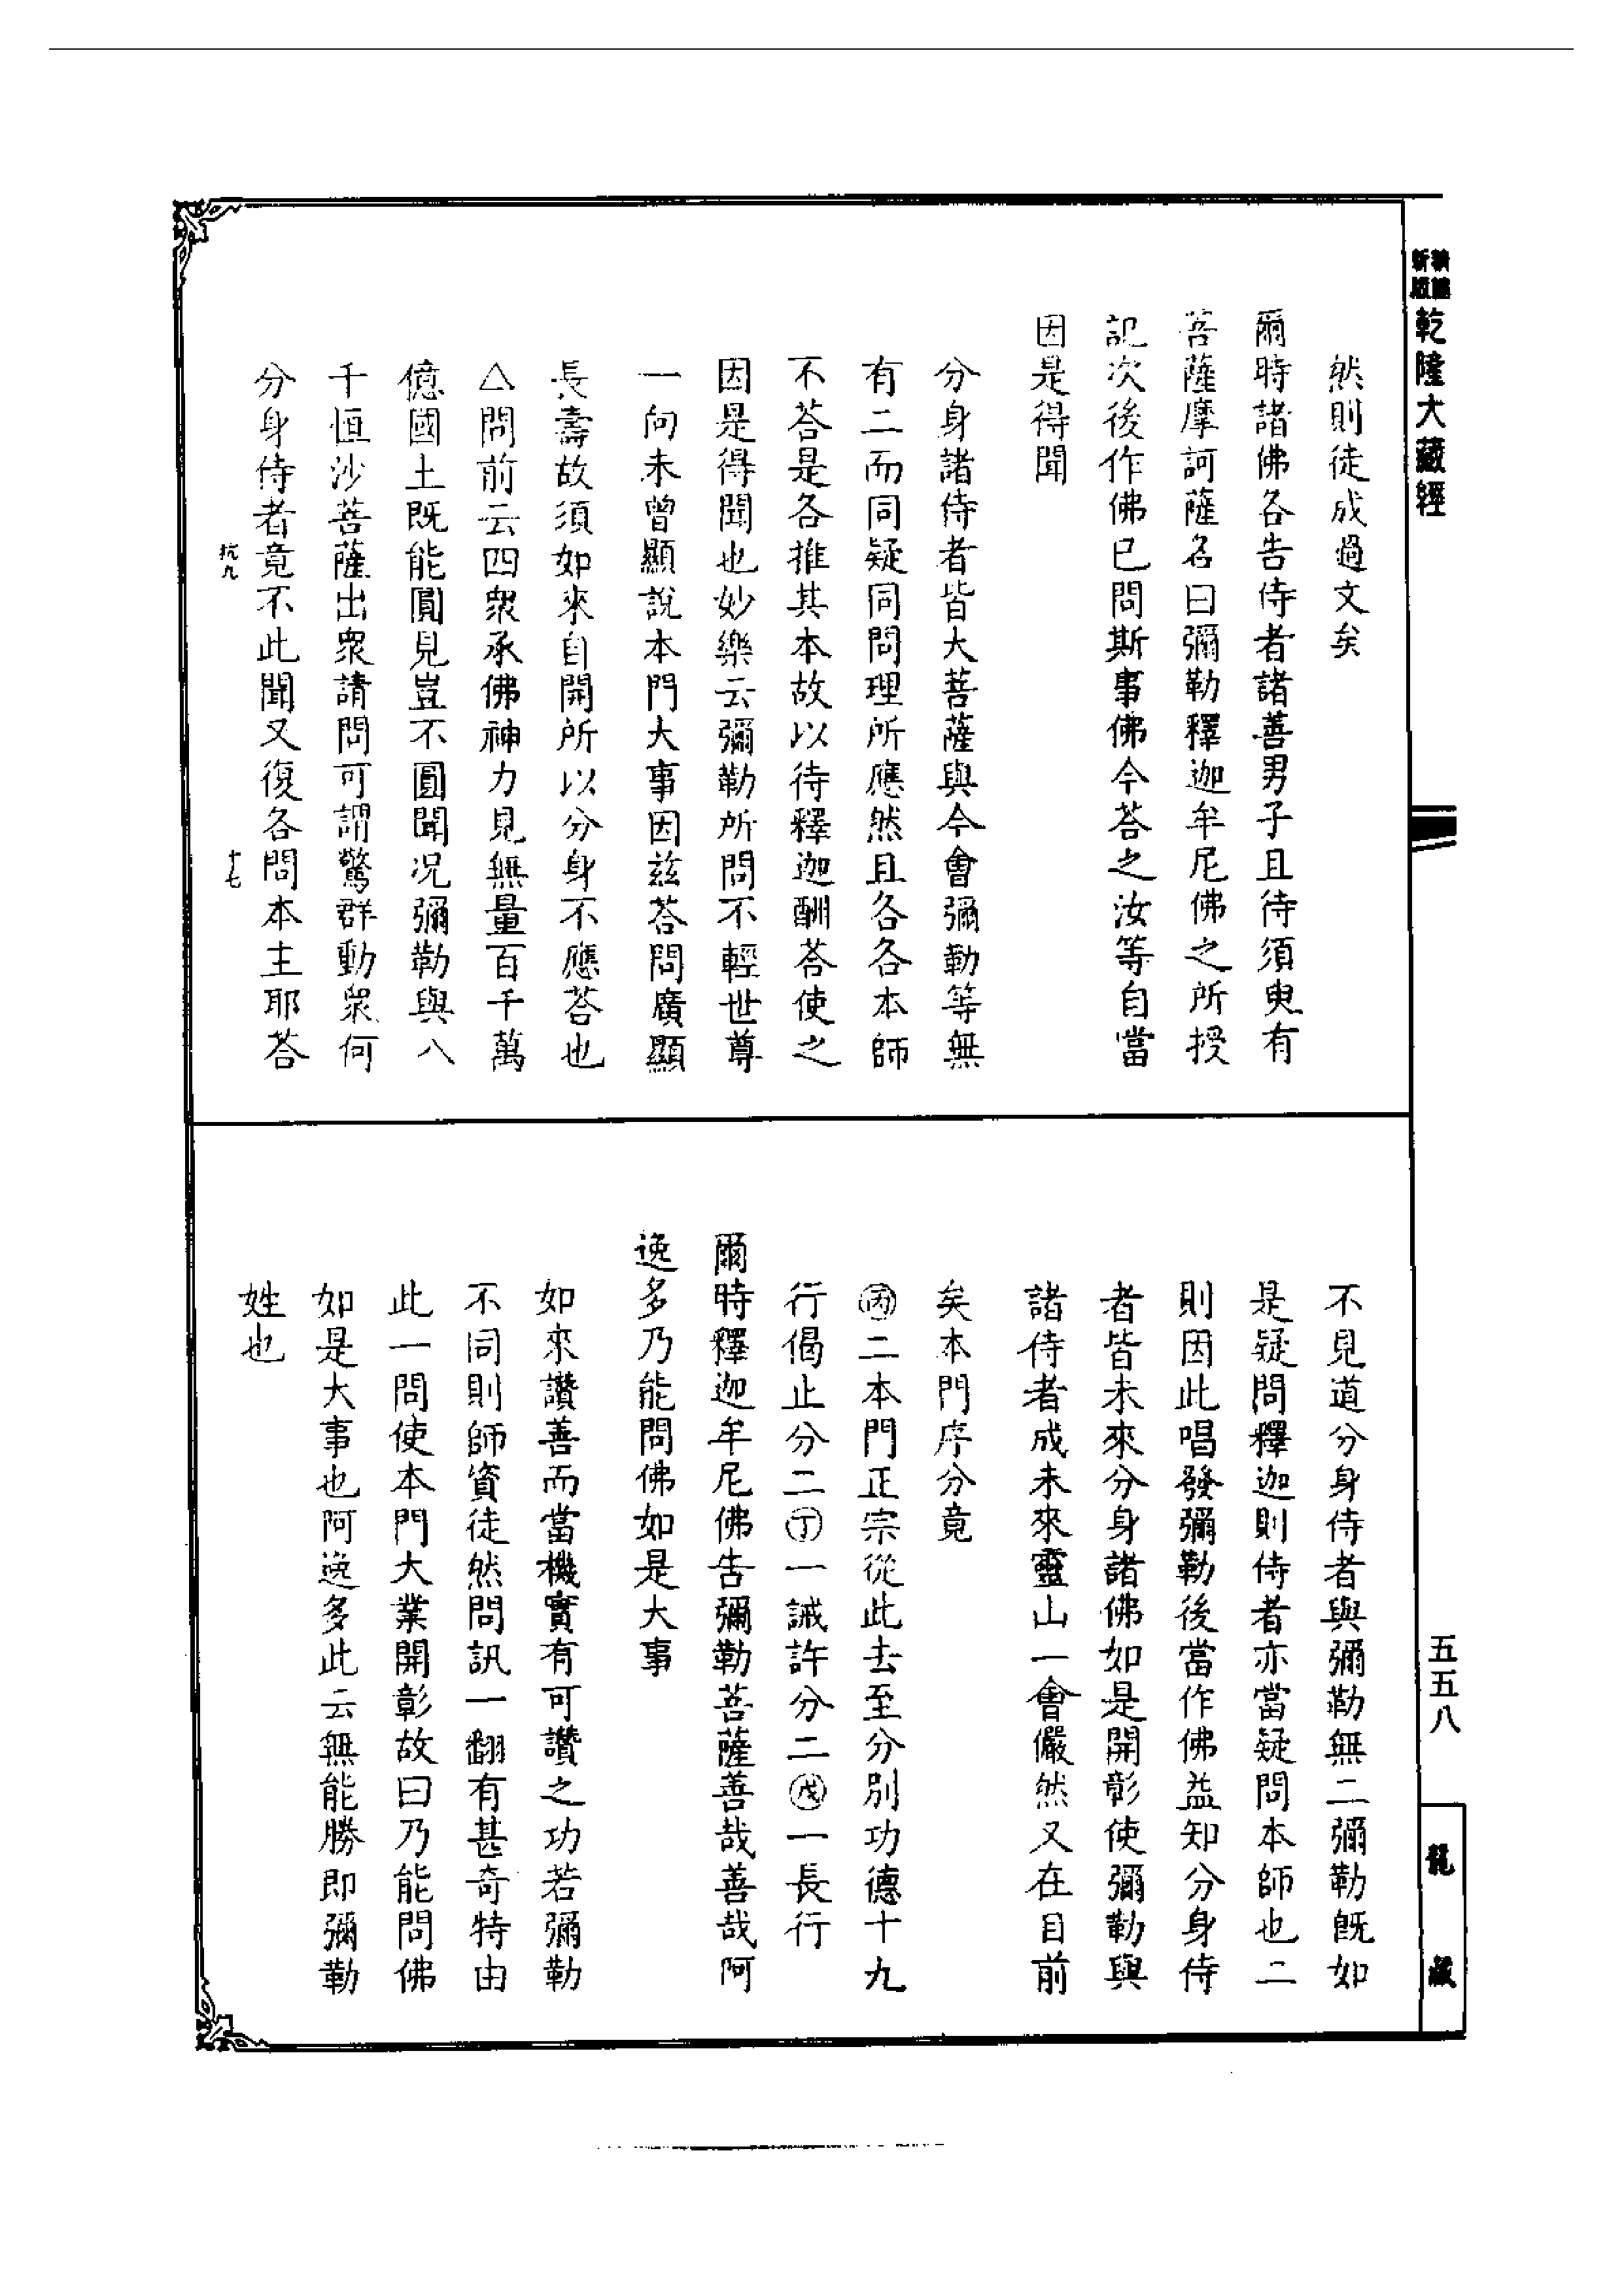 新編
新版
乾隆大藏經
然則徒成過文矣
爾時諸佛各告侍者諸善男子且待須臾有
菩薩摩訶薩名曰彌勒釋迦牟尼佛之所授
記次後作佛已問斯事佛今荅之汝等自當
因是得聞
分身諸侍者皆大菩薩與今會彌勒等無
有二而同疑同問理所應然且各各本師
不荅是各推其本故以待釋迦酬荅使之
因是得聞也妙樂云彌勒所問不輕世尊
一向未曾顯說本門大事因兹荅問廣顯
長壽故須如來自開所以分身不應荅也
△問前云四衆承佛神力見無量百千萬
億國土既能圓見豈不圓聞况彌勒與八
千恒沙菩薩出衆請問可謂驚群動衆何
分身侍者竟不此聞又復各問本主耶荅
抗九
十七
不見道分身侍者與彌勒無二彌勒旣如
是疑問釋迦則侍者亦當疑問本師也二
則因此唱發彌勒後當作佛益知分身侍
者皆未來分身諸佛如是開彰使彌勒與
諸侍者成未來靈山一會儼然又在目前
矣本門序分竟
㊅二本門正宗從此去至分別功德十九
行偈止分二㊀一誡許分二㊁一長行
爾時釋迦牟尼佛告彌勒菩薩善哉善哉阿
逸多乃能問佛如是大事
如來讚善而當機實有可讚之功若彌勒
不同則師資徒然問訊一翻有甚奇特由
此一問使本門大業開彰故曰乃能問佛
如是大事也阿逸多此云無能勝即彌勒
姓也
五五八
龍藏